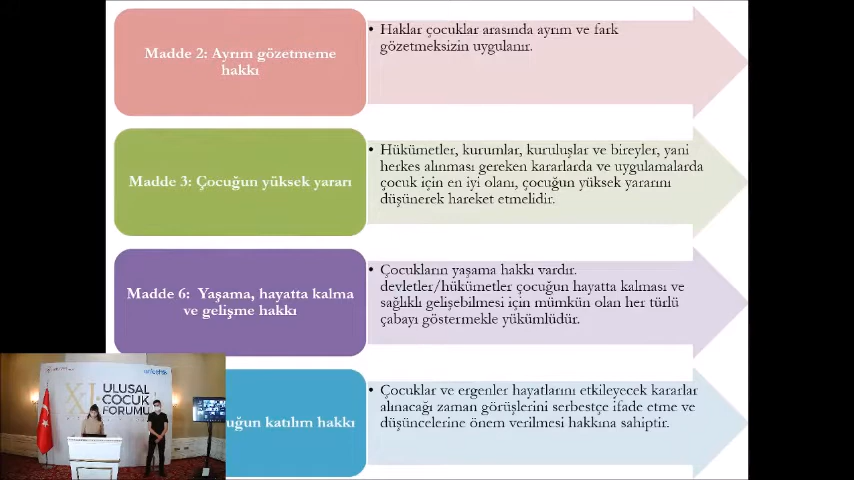 Madde 2: Ayrım gözetmeme
hakkı
• Haklar çocuklar arasında ayrım ve fark
gözetmeksizin uygulanır.
Madde 3: Çocuğun yüksek yararı
• Hükümetler, kurumlar, kuruluşlar ve bireyler, yani
herkes alınması gereken kararlarda ve uygulamalarda
çocuk için en iyi olanı, çocuğun yüksek yararını
düşünerek hareket etmelidir.
Madde 6: Yaşama, hayatta kalma
ve gelişme hakkı
• Çocukların yaşama hakkı vardır.
devletler/hükümetler çocuğun hayatta kalması ve
sağlıklı gelişebilmesi için mümkün olan her türlü
çabayı göstermekle yükümlüdür.
uğun katılım hakkı
• Çocuklar ve ergenler hayatlarını etkileyecek kararlar
alınacağı zaman görüşlerini serbestçe ifade etme ve
düşüncelerine önem verilmesi hakkına sahiptir.
XI.
ULUSAL
ÇOCUK
FORUMU